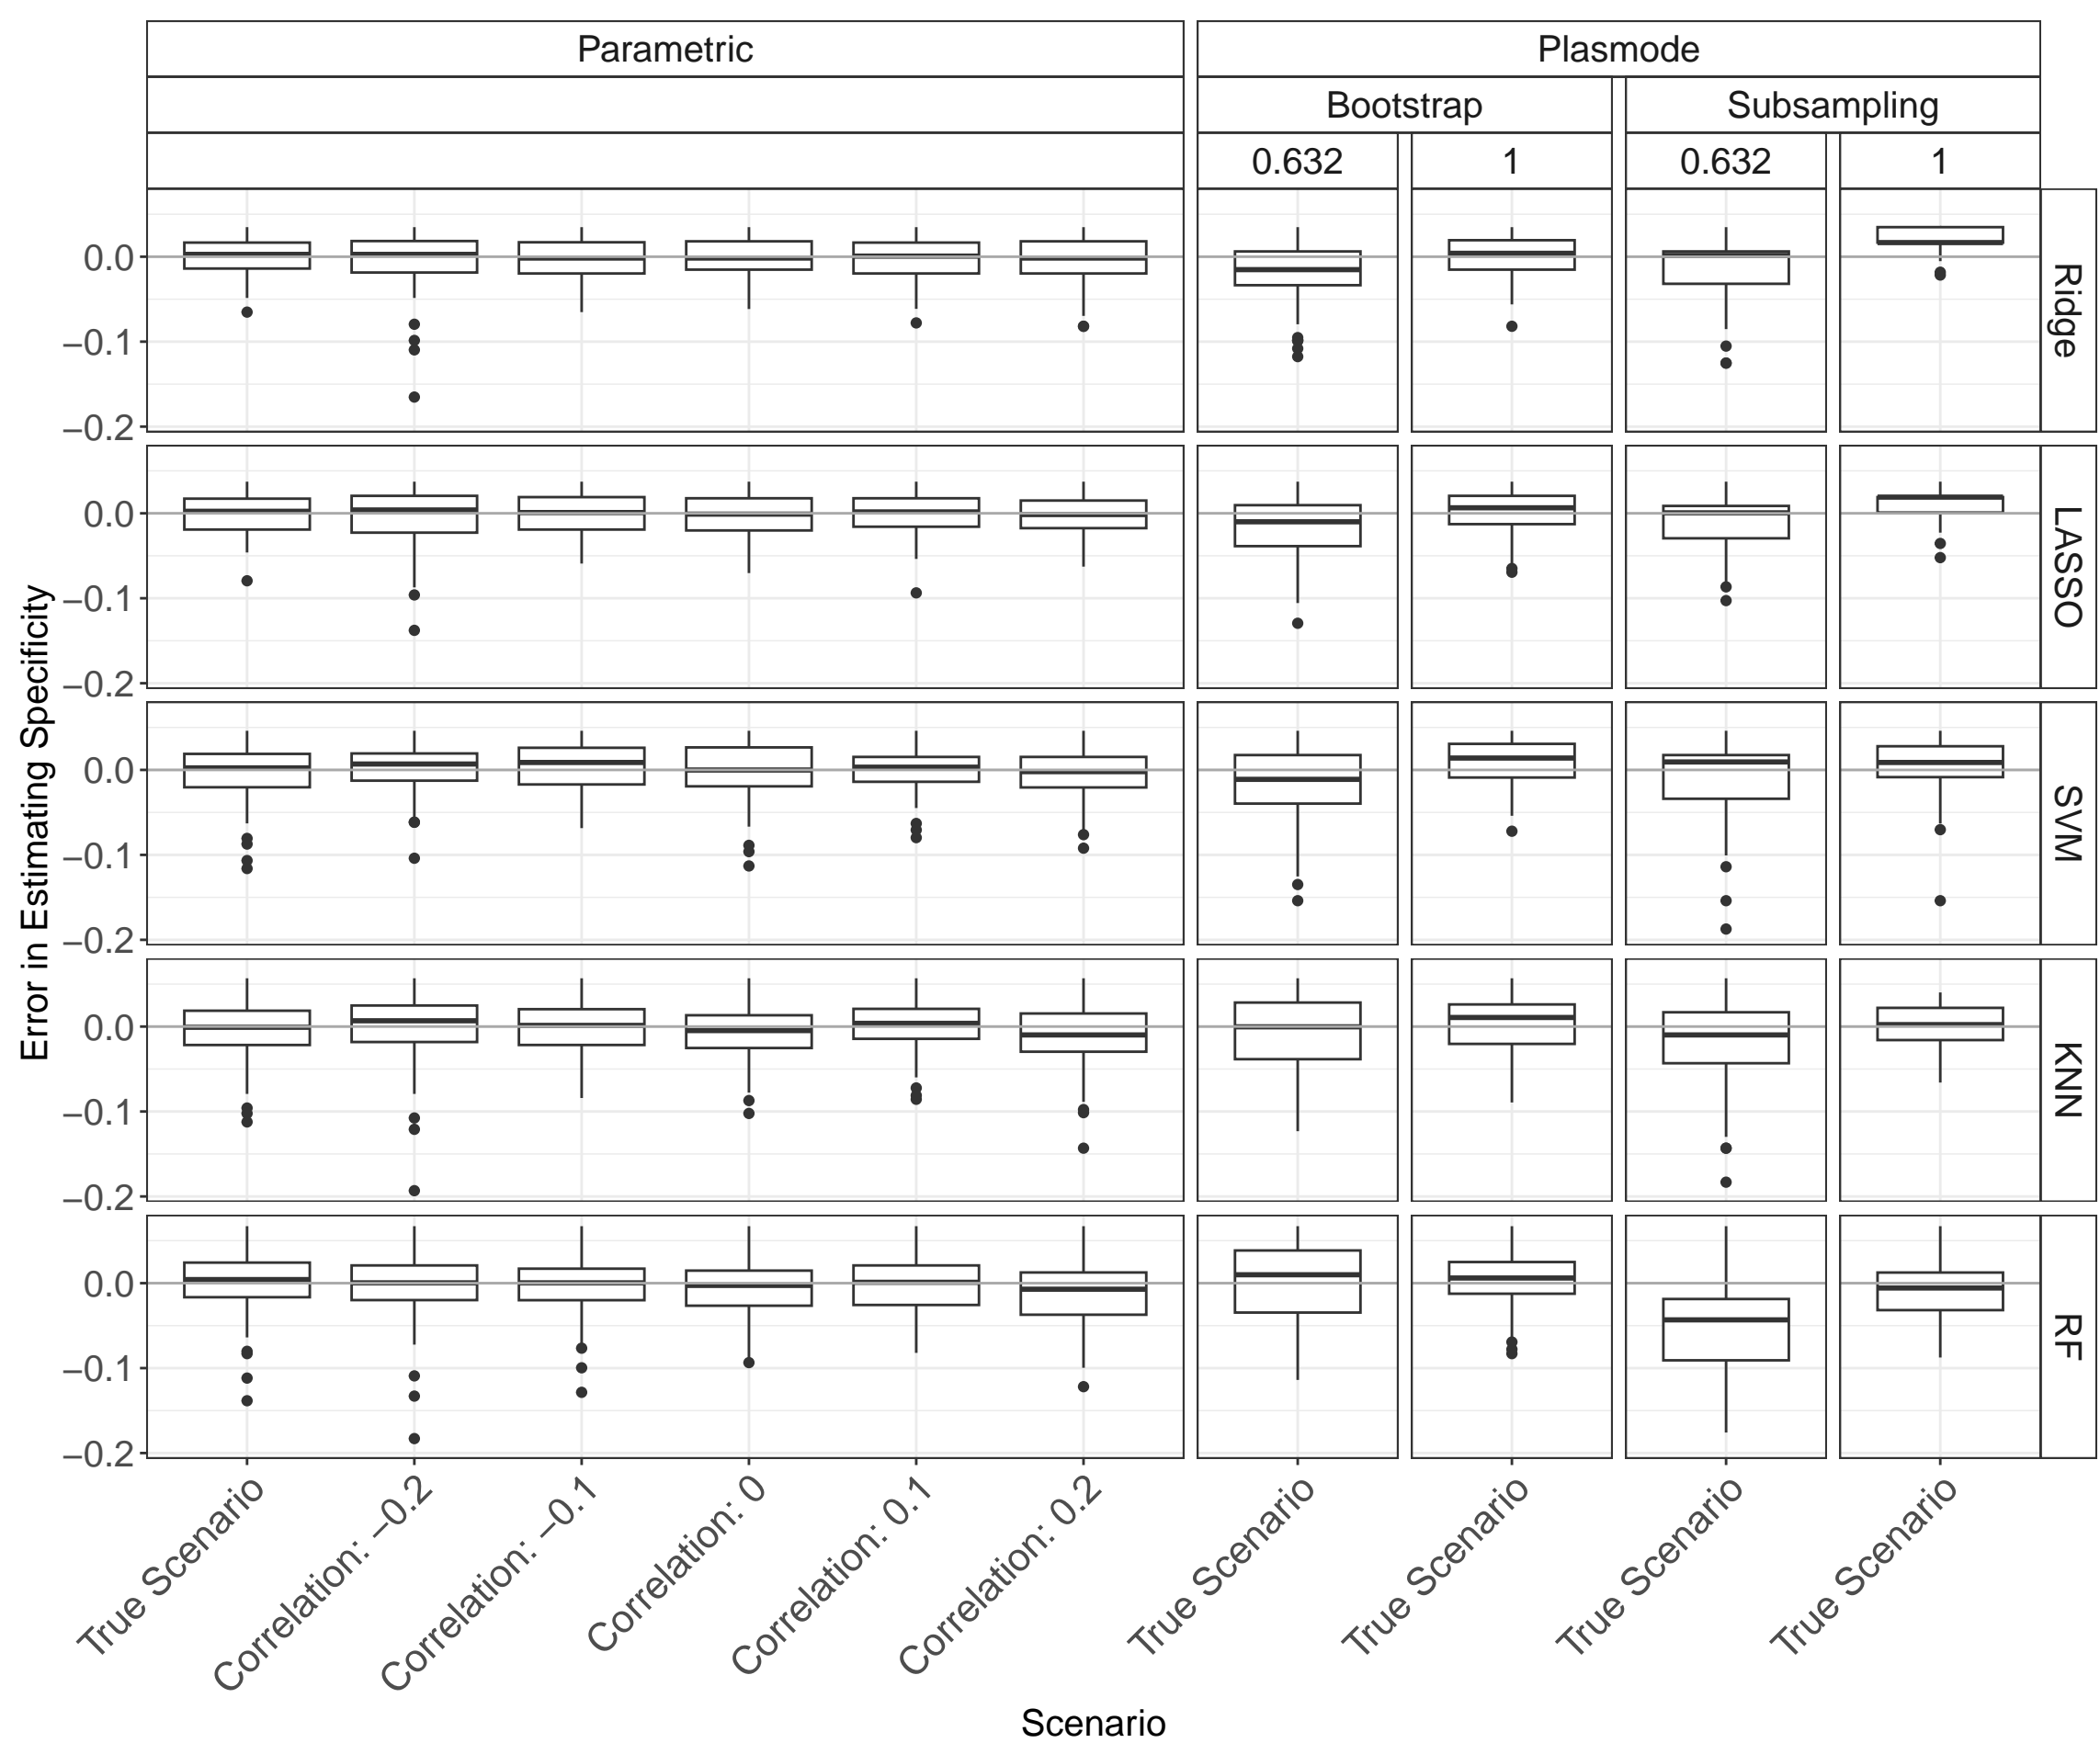 Parametric
Plasmode
Bootstrap
Subsampling
0.632
1
0.632
1
0.0
−0.1
−0.2
Ridge
0.0
−0.1
−0.2
LASSO
0.0
−0.1
−0.2
SVM
0.0
−0.1
−0.2
KNN
0.0
−0.1
−0.2
RF
Error in Estimating Specificity
True Scenario
Correlation: −0.2
Correlation: −0.1
Correlation: 0
Correlation: 0.1
Correlation: 0.2
True Scenario
True Scenario
True Scenario
True Scenario
Scenario